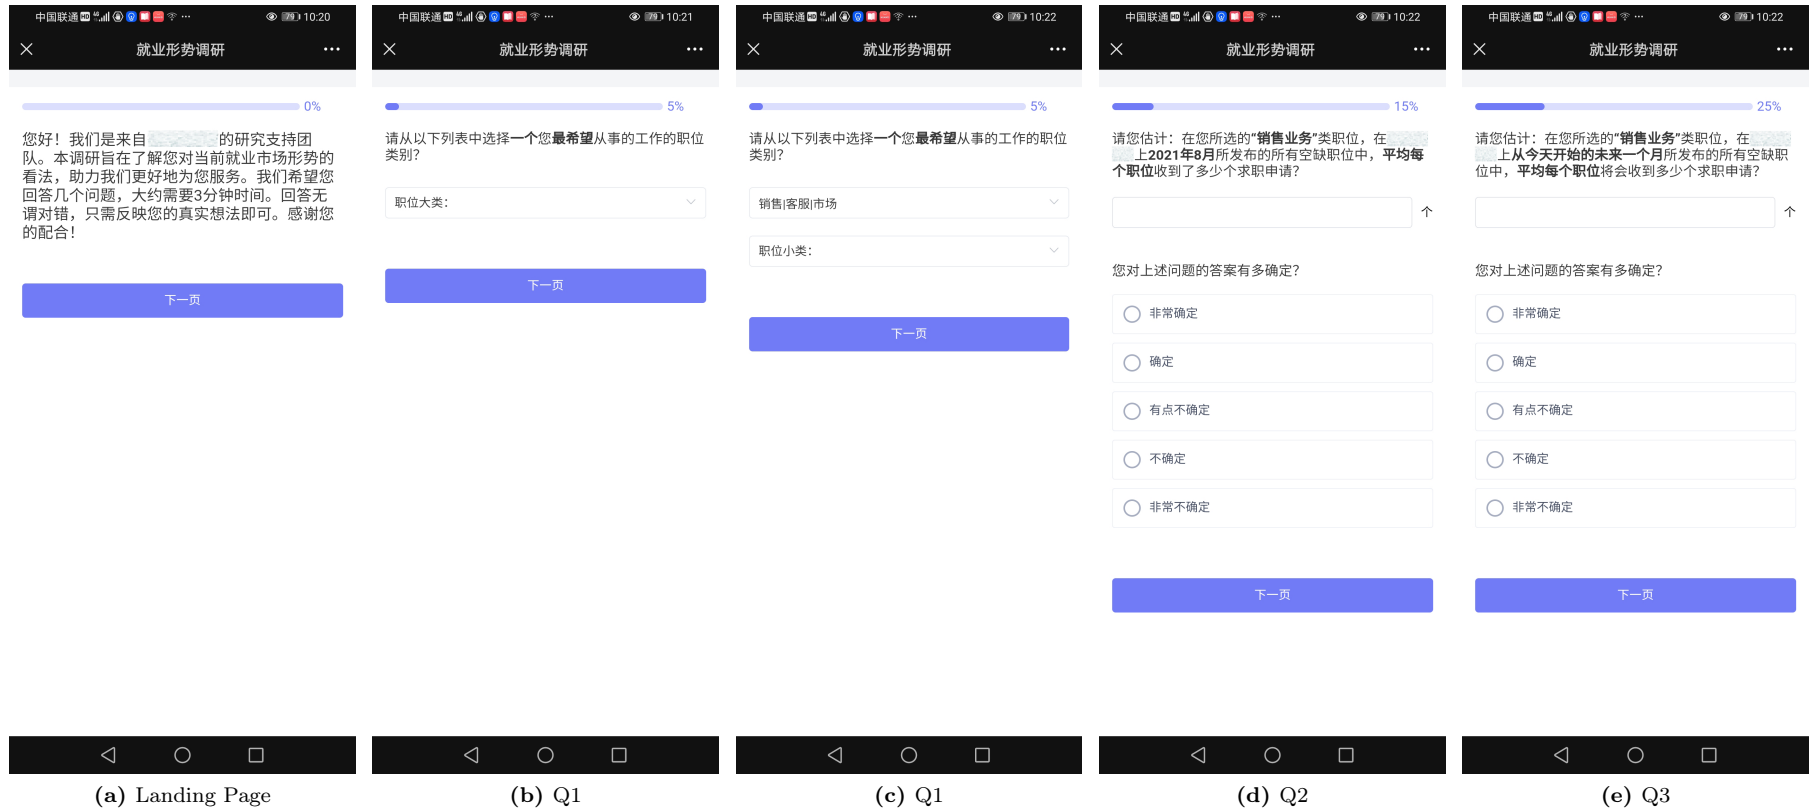 中国联通 10:20
就业形势调研
0%
您好！我们是来自 的研究支持团
队。本调研旨在了解您对当前就业市场形势的
看法，助力我们更好地为您服务。我们希望您
回答几个问题，大约需要3分钟时间。回答无
谓对错，只需反映您的真实想法即可。感谢您
的配合！
下一页
(a) Landing Page
中国联通 79 10:21
就业形势调研
5%
请从以下列表中选择一个您最希望从事的工作的职位
类别？
职位大类：
下一页
(b) Q1
中国联通 79 10:22
就业形势调研
5%
请从以下列表中选择一个您最希望从事的工作的职位
类别？
销售|客服|市场
职位小类：
下一页
(c) Q1
中国联通 79 10:22
就业形势调研
15%
请您估计：在您所选的“销售业务”类职位，在
上2021年8月所发布的所有空缺职位中，平均每
个职位收到了多少个求职申请？
个
您对上述问题的答案有多确定？
非常确定
确定
有点不确定
不确定
非常不确定
下一页
(d) Q2
中国联通 79 10:22
就业形势调研
25%
请您估计：在您所选的“销售业务”类职位，在
上从今天开始的未来一个月所发布的所有空缺职
位中，平均每个职位将会收到多少个求职申请？
个
您对上述问题的答案有多确定？
非常确定
确定
有点不确定
不确定
非常不确定
下一页
(e) Q3